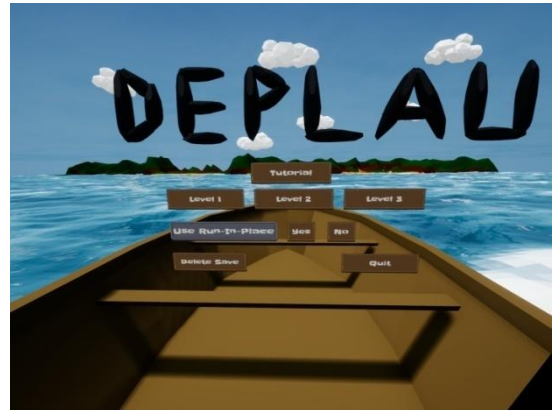 DEPLAU
Tutorial
Level 1 Level 2 Level 3
Use Run-In-Place Yes No
Delete Save Quit